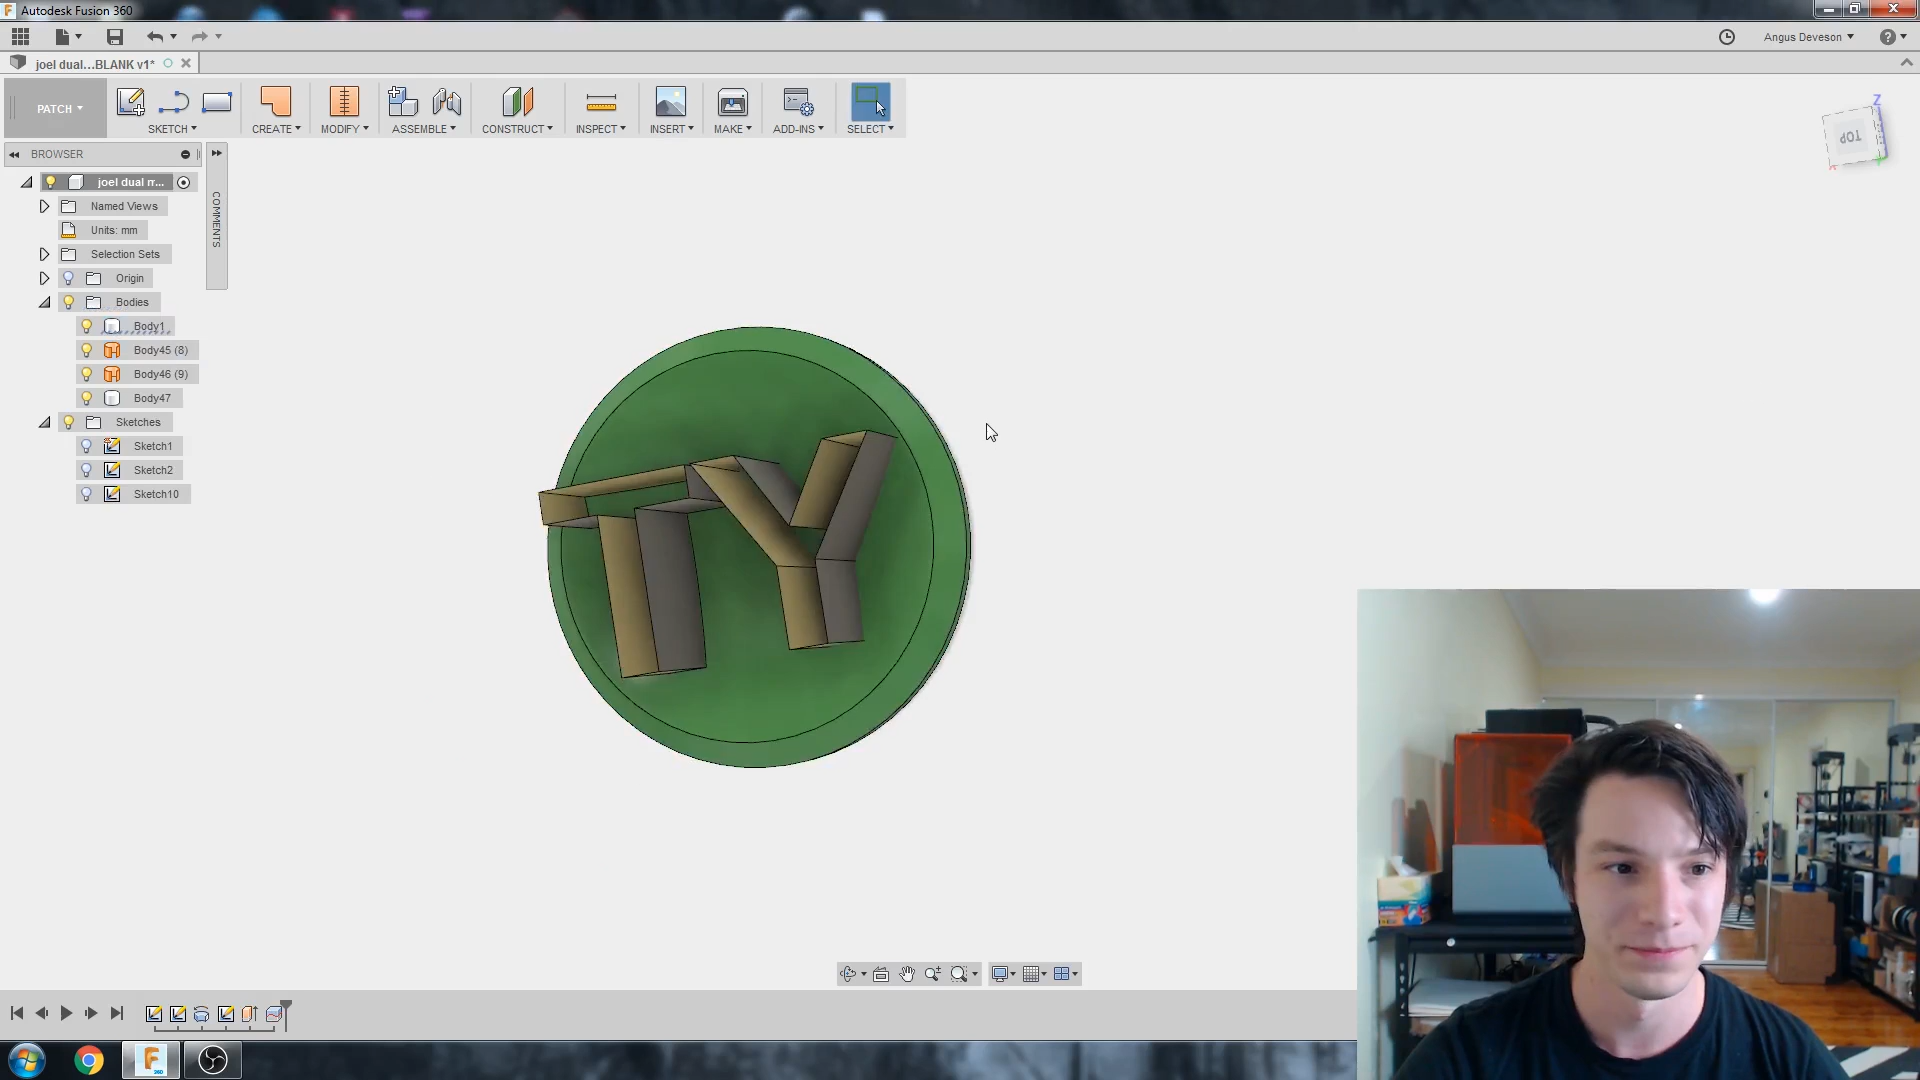 Autodesk Fusion 360
Angus Deveson
joel dual...BLANK v1*
PATCH
SKETCH
CREATE
MODIFY
ASSEMBLE
CONSTRUCT
INSPECT
INSERT
MAKE
ADD-INS
SELECT
Z
TOP
BROWSER
COMMENTS
joel dual m...
Named Views
Units: mm
Selection Sets
Origin
Bodies
Body1
Body45 (8)
Body46 (9)
Body47
Sketches
Sketch1
Sketch2
Sketch10
TY